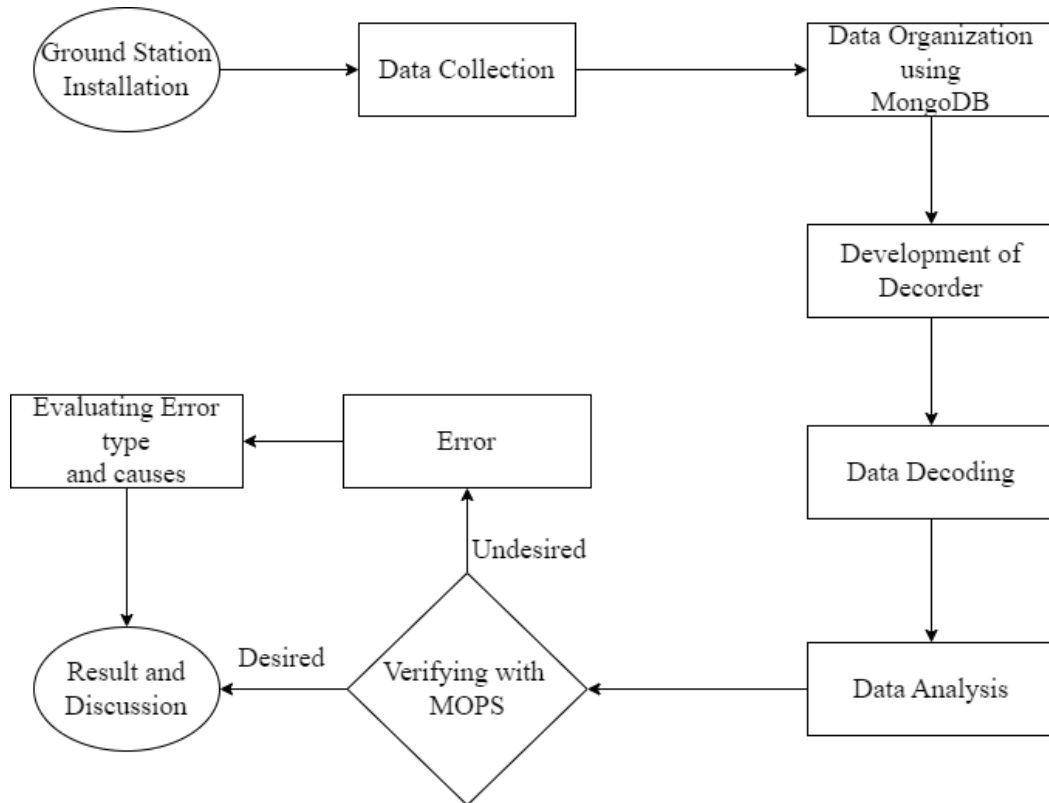 Ground Station
Installation
Data Collection
Data Organization
using
MongoDB
Development of
Decorder
Data Decoding
Data Analysis
Verifying with
MOPS
Undesired
Error
Evaluating Error
type
and causes
Desired
Result and
Discussion